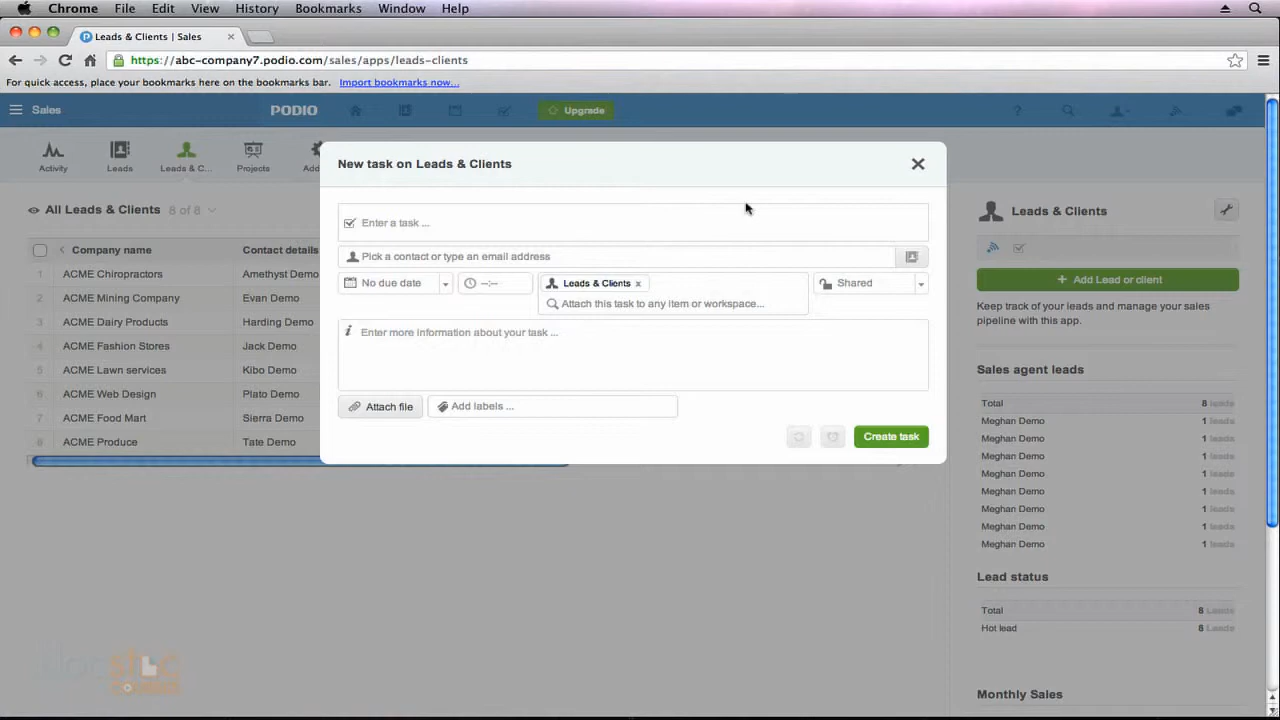 Chrome File Edit View History Bookmarks Window Help
Leads & Clients | Sales
https://abc-company7.podio.com/sales/apps/leads-clients
For quick access, place your bookmarks here on the bookmarks bar. Import bookmarks now...
Sales PODIO Upgrade ?
Activity Leads Leads & C... Projects Add
New task on Leads & Clients
All Leads & Clients 8 of 8
Company name Contact details
1 ACME Chiropractors Amethyst Demo
2 ACME Mining Company Evan Demo
3 ACME Dairy Products Harding Demo
4 ACME Fashion Stores Jack Demo
5 ACME Lawn services Kibo Demo
6 ACME Web Design Plato Demo
7 ACME Food Mart Sierra Demo
8 ACME Produce Tate Demo
Enter a task ...
Pick a contact or type an email address
No due date --:-- Leads & Clients x Shared
Attach this task to any item or workspace...
Enter more information about your task ...
Attach file Add labels ...
Create task
Leads & Clients
+ Add Lead or client
Keep track of your leads and manage your sales
pipeline with this app.
Sales agent leads
Total 8 leads
Meghan Demo 1 leads
Meghan Demo 1 leads
Meghan Demo 1 leads
Meghan Demo 1 leads
Meghan Demo 1 leads
Meghan Demo 1 leads
Meghan Demo 1 leads
Meghan Demo 1 leads
Lead status
Total 8 Leads
Hot lead 8 Leads
Monthly Sales